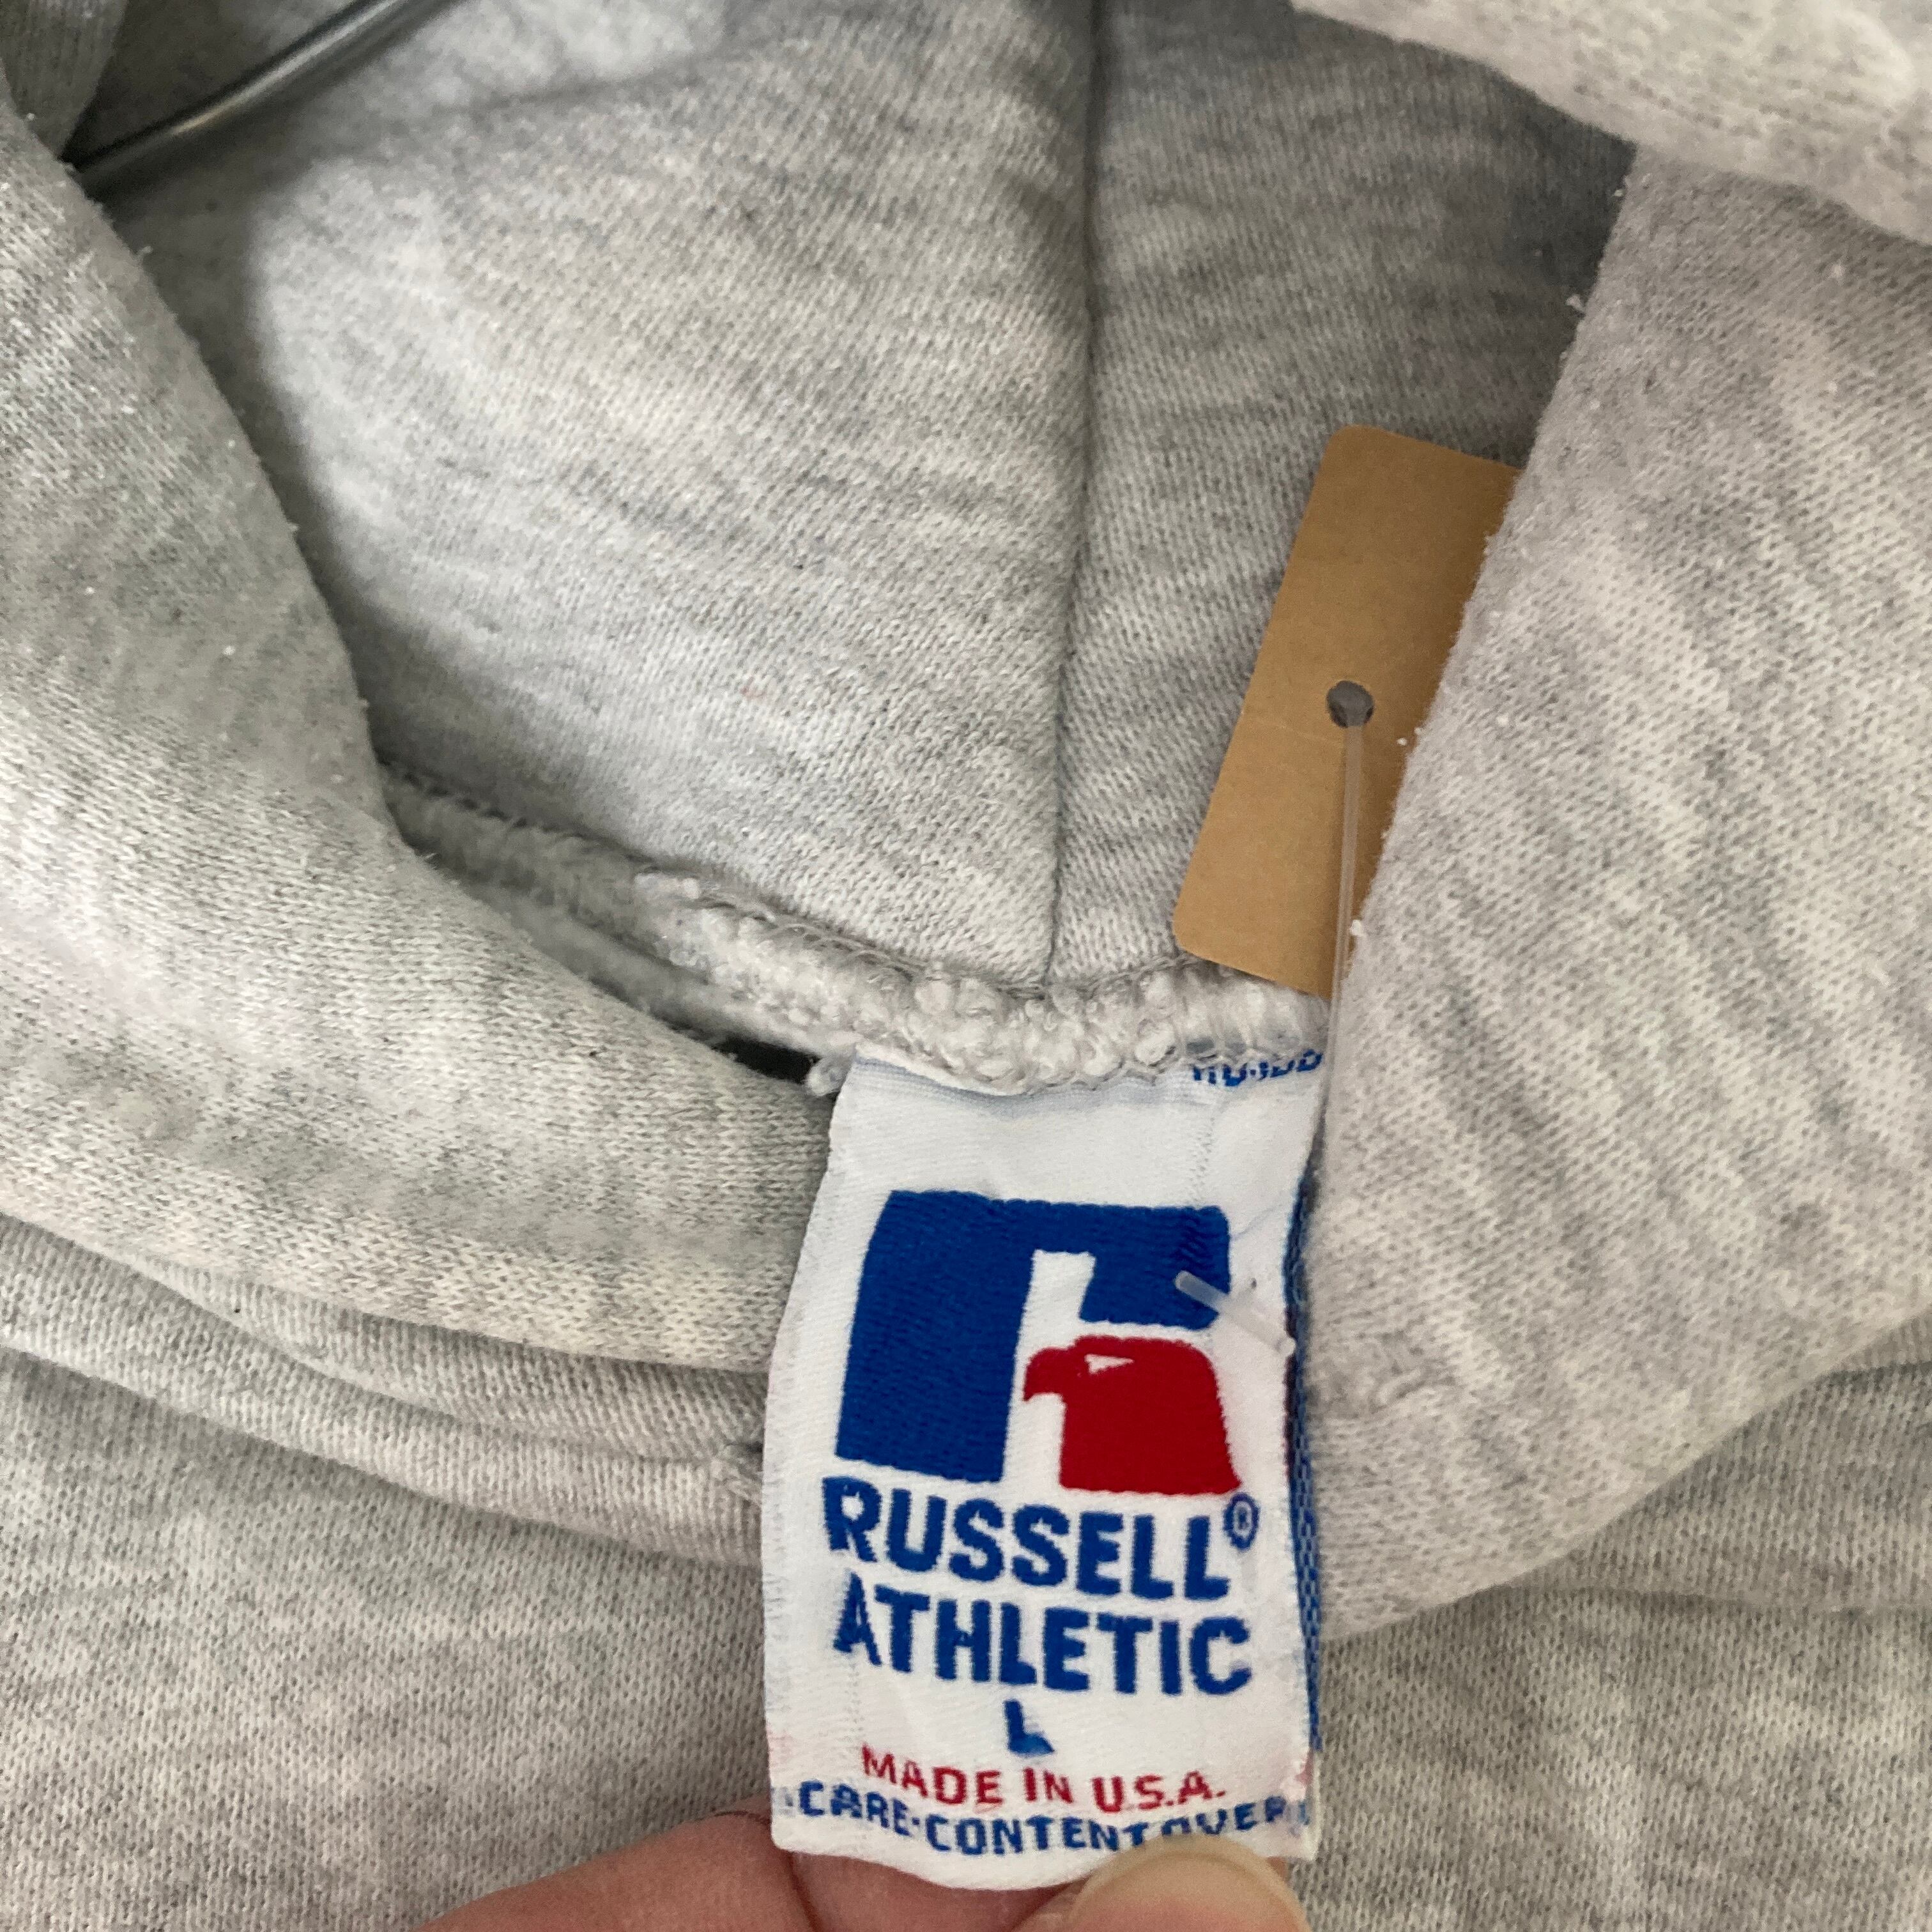 RUSSELL®
ATHLETIC
L
MADE IN U.S.A.
CARE·CONTENT OVER